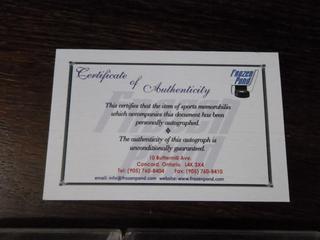 Certificate of Authenticity
Frozen Pond
This certifies that the item of sports memorabilia
which accompanies this document has been
personally autographed.
The authenticity of this autograph is
unconditionally guaranteed.
10 Buttermill Ave.
Concord, Ontario L4K 3X4
Tel: (905) 760-8404 Fax: (905) 760-8410
email: info@frozenpond.com website: www.frozenpond.com
Frozen
Pond